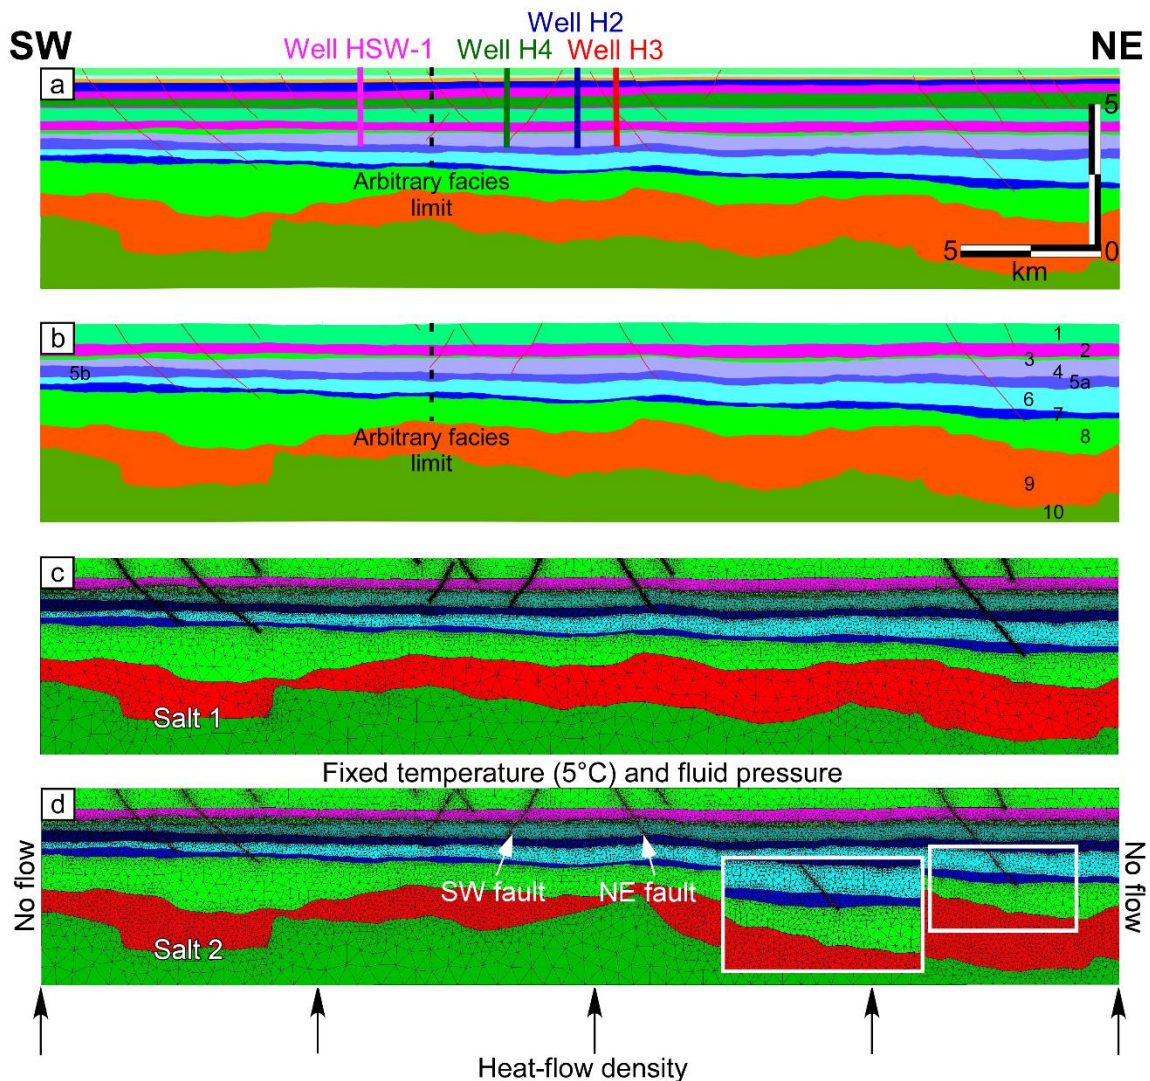 SW
Well H2
NE
Well HSW-1
Well H4
Well H3
a
5
Arbitrary facies
limit
5
0
km
b
1
2
3
4
5b
5a
6
7
8
Arbitrary facies
limit
9
10
c
Salt 1
Fixed temperature (5°C) and fluid pressure
d
No flow
SW fault
NE fault
No flow
Salt 2
Heat-flow density